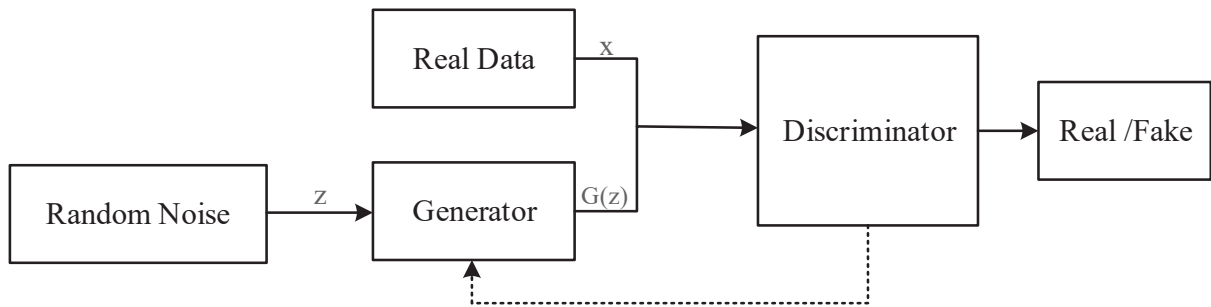 Real Data
x
Discriminator
Real /Fake
Random Noise
z
Generator
G(z)